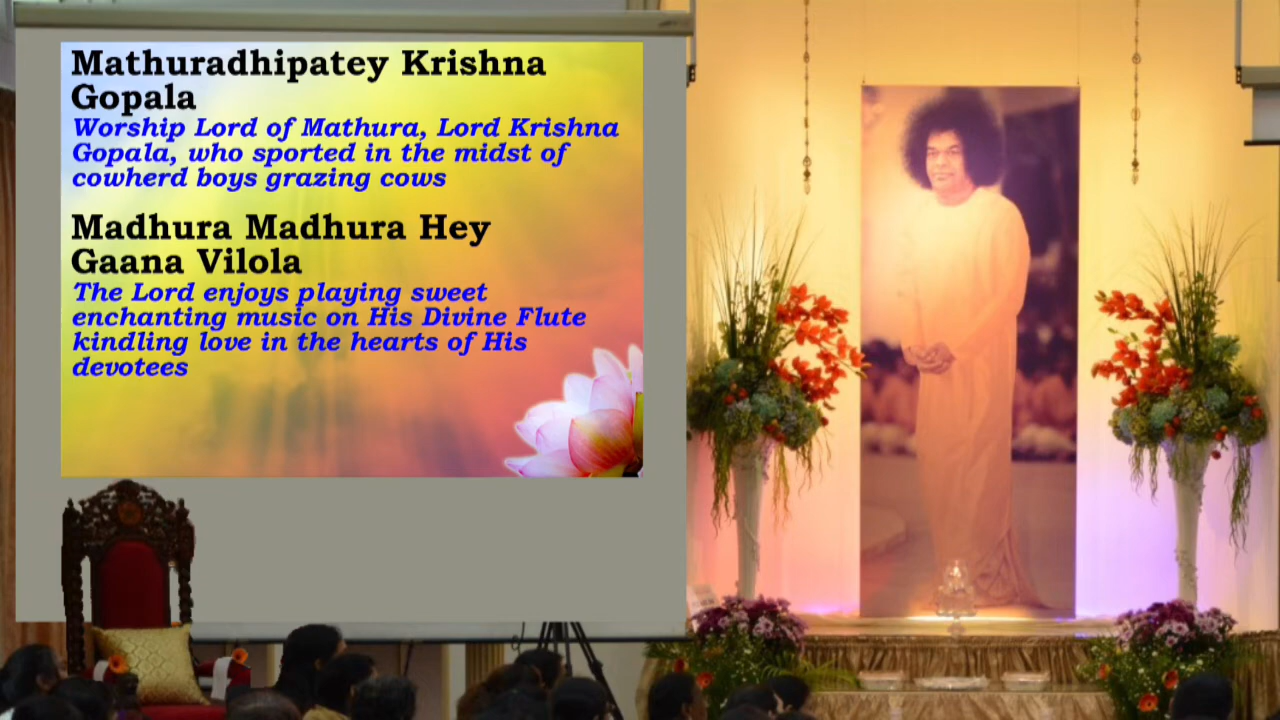 Mathuradhipatey Krishna
Gopala
Worship Lord of Mathura, Lord Krishna
Gopala, who sported in the midst of
cowherd boys grazing cows
Madhura Madhura Hey
Gaana Vilola
The Lord enjoys playing sweet
enchanting music on His Divine Flute
kindling love in the hearts of His
devotees